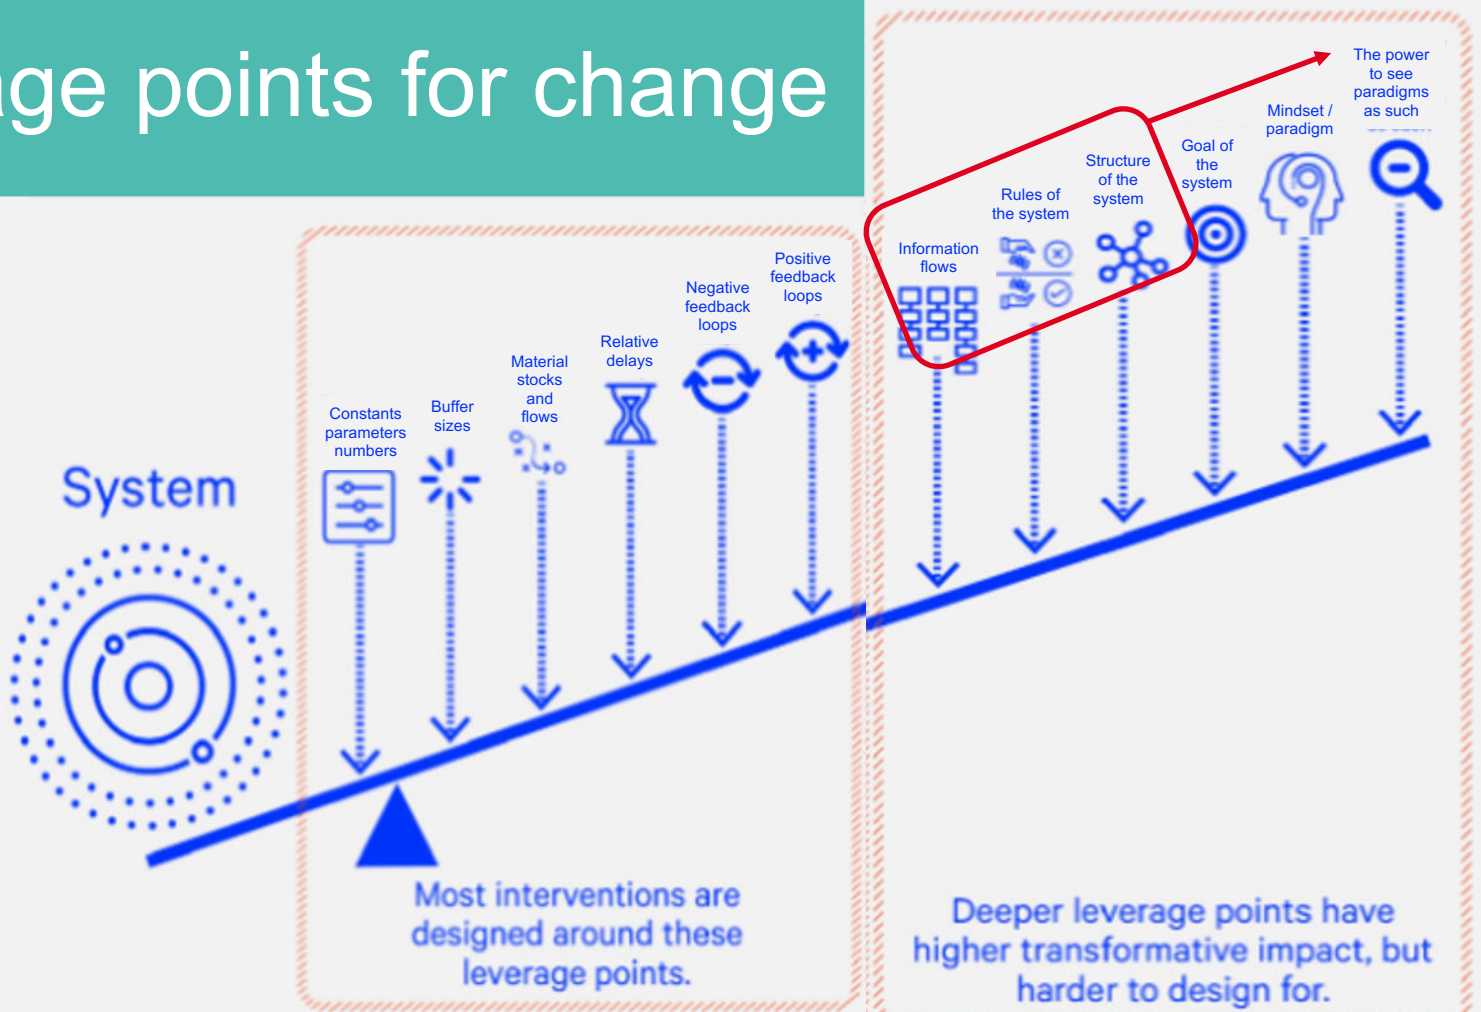 age points for change
System
Constants
parameters
numbers
Buffer
sizes
Material
stocks
and
flows
Relative
delays
Negative
feedback
loops
Positive
feedback
loops
Information
flows
Rules of
the system
Structure
of the
system
Goal of
the
system
Mindset /
paradigm
The power
to see
paradigms
as such
Most interventions are
designed around these
leverage points.
Deeper leverage points have
higher transformative impact, but
harder to design for.